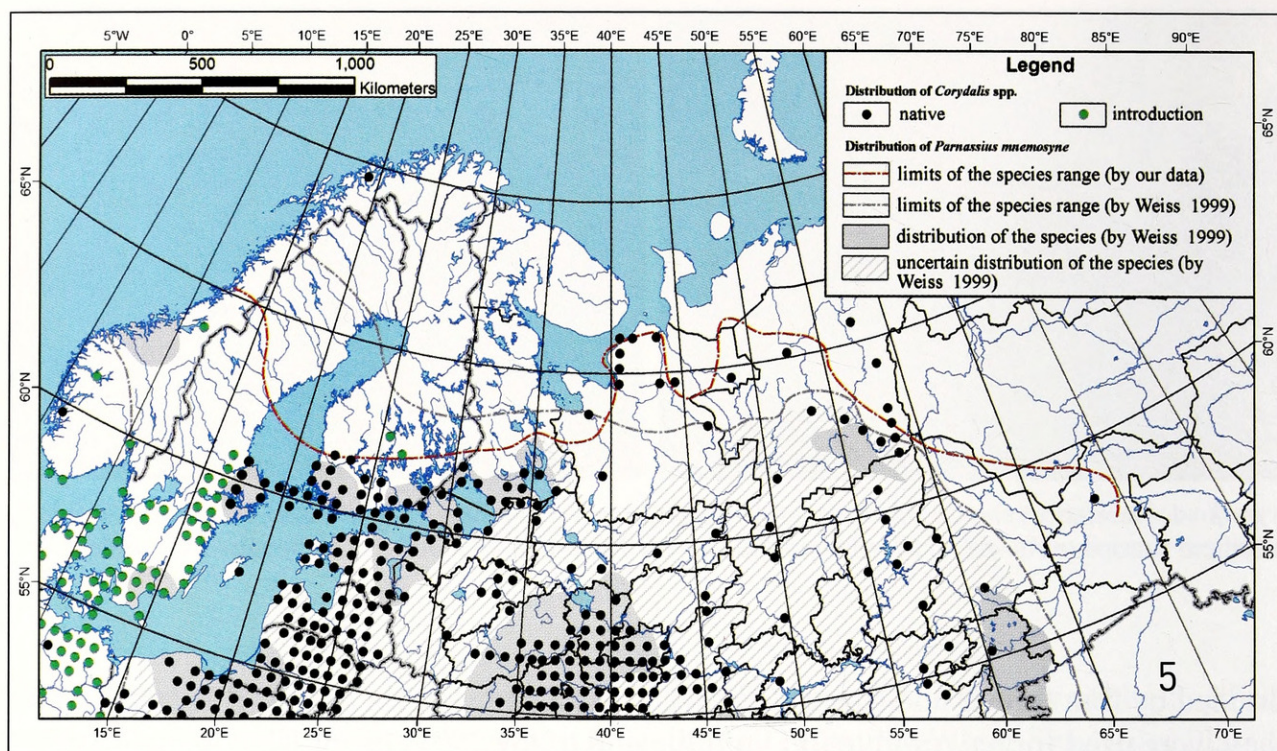 5°W 0° 5°E 10°E 15°E 20°E 25°E 30°E 35°E 40°E 45°E 50°E 55°E 60°E 65°E 70°E 75°E 80°E 85°E 90°E
0 500 1,000
Kilometers
Legend
Distribution of Corydalis spp.
native introduction
Distribution of Parnassius mnemosyne
limits of the species range (by our data)
limits of the species range (by Weiss 1999)
distribution of the species (by Weiss 1999)
uncertain distribution of the species (by
Weiss 1999)
65°N
65°N
60°N
60°N
55°N
55°N
5
15°E 20°E 25°E 30°E 35°E 40°E 45°E 50°E 55°E 60°E 65°E 70°E